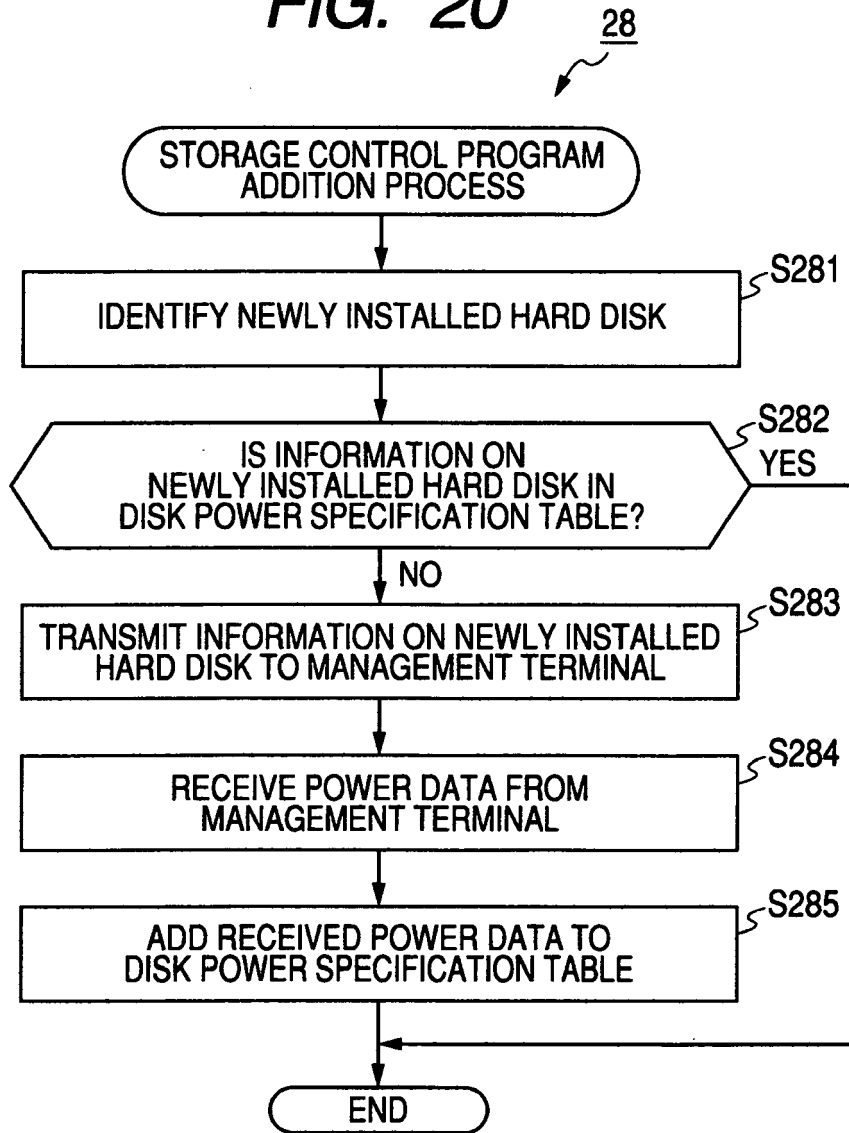 FIG. 20
28
STORAGE CONTROL PROGRAM
ADDITION PROCESS
S281
IDENTIFY NEWLY INSTALLED HARD DISK
S282
IS INFORMATION ON
NEWLY INSTALLED HARD DISK IN
DISK POWER SPECIFICATION TABLE?
YES
NO
S283
TRANSMIT INFORMATION ON NEWLY INSTALLED
HARD DISK TO MANAGEMENT TERMINAL
S284
RECEIVE POWER DATA FROM
MANAGEMENT TERMINAL
S285
ADD RECEIVED POWER DATA TO
DISK POWER SPECIFICATION TABLE
END